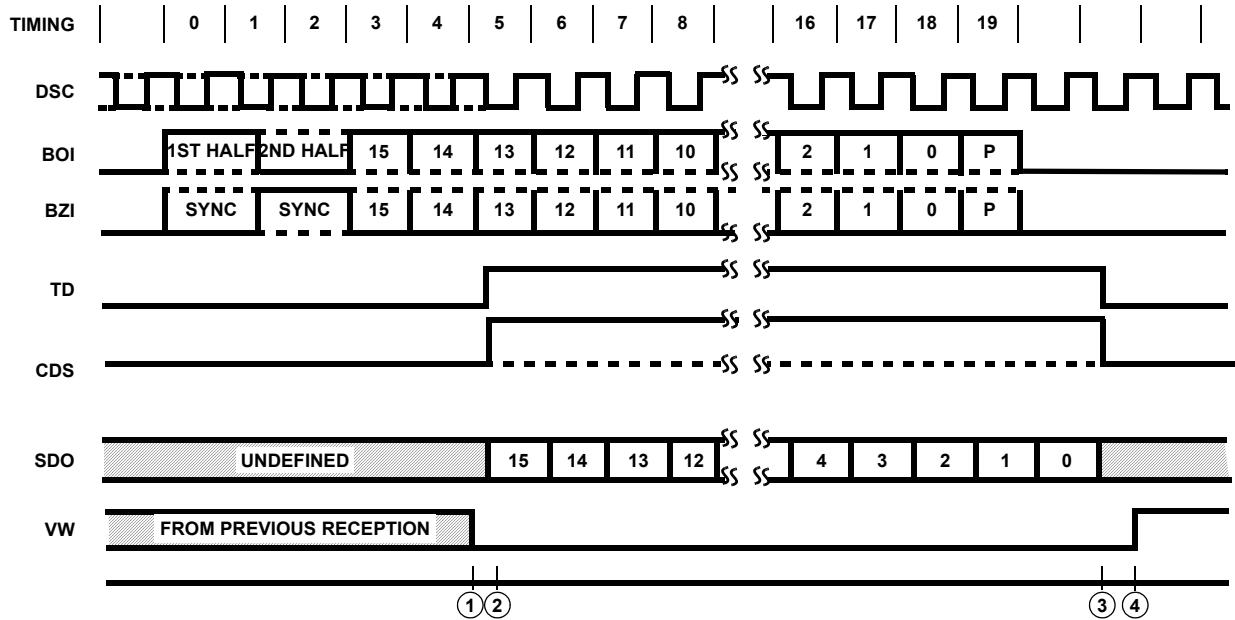 TIMING 0 1 2 3 4 5 6 7 8 16 17 18 19
DSC
BOI 1ST HALF 2ND HALF 15 14 13 12 11 10 2 1 0 P
BZI SYNC SYNC 15 14 13 12 11 10 2 1 0 P
TD
CDS
SDO UNDEFINED 15 14 13 12 4 3 2 1 0
VW FROM PREVIOUS RECEPTION
1 2 3 4